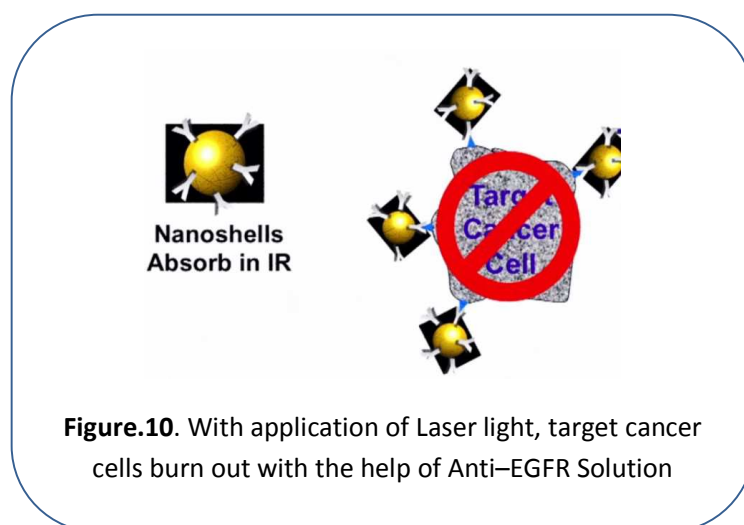 Nanoshells
Absorb in IR
Target
Cancer
Cell
Figure.10. With application of Laser light, target cancer
cells burn out with the help of Anti–EGFR Solution